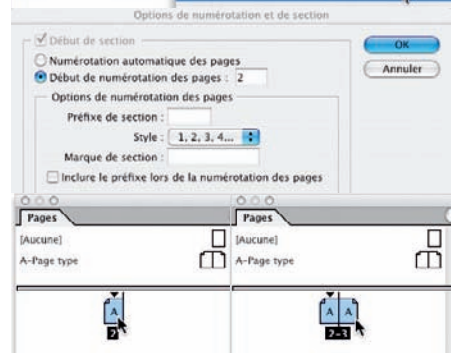 Options de numérotation et de section
Début de section
OK
Numérotation automatique des pages
Annuler
Début de numérotation des pages : 2
Options de numérotation des pages
Préfixe de section :
Style : 1, 2, 3, 4...
Marque de section :
Inclure le préfixe lors de la numérotation des pages
Pages
[Aucune]
A-Page type
A
2
Pages
[Aucune]
A-Page type
A A
2-3